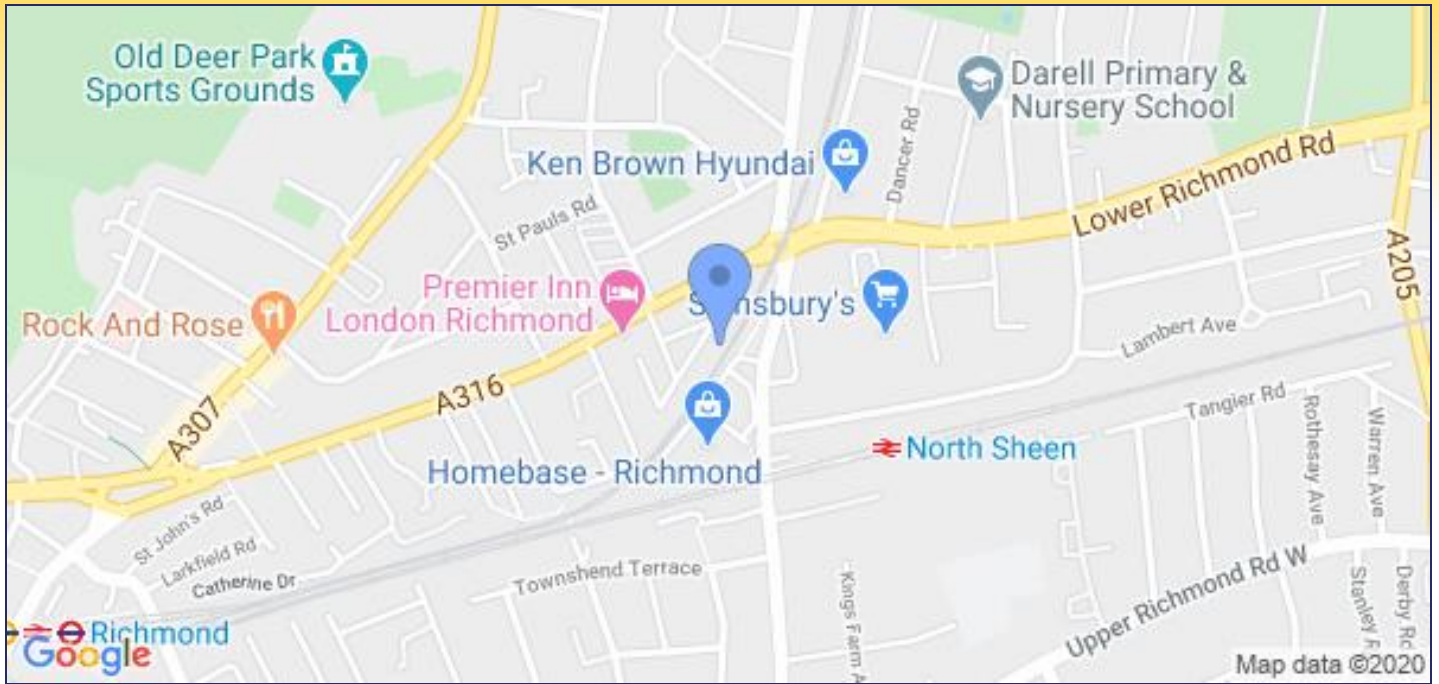 Old Deer Park
Sports Grounds
Darell Primary &
Nursery School
Ken Brown Hyundai
Dancer Rd
Lower Richmond Rd
St Pauls Rd
A205
Premier Inn
London Richmond
Rock And Rose
Lambert Ave
A316
A307
Tangier Rd
Rothesay Ave
Warren Ave
North Sheen
Homebase - Richmond
St John's Rd
Larkfield Rd
Catherine Dr
Townshend Terrace
Kings Farm
Upper Richmond Rd W
Stanley
Derby Rd
Richmond
Google
Map data ©2020